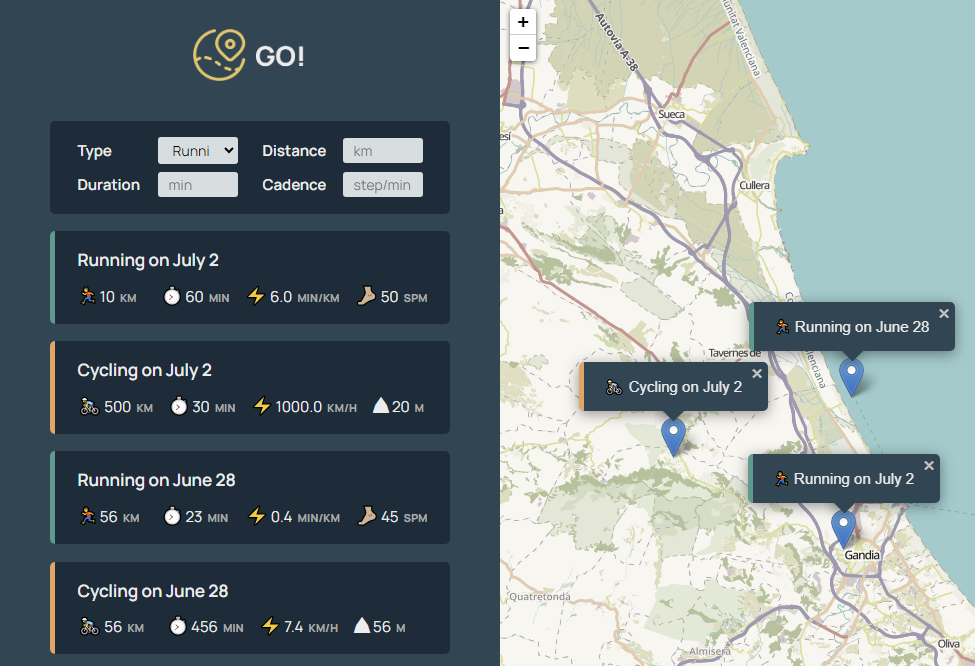 GO!
Type Runni Distance km
Duration min Cadence step/min
Running on July 2
10 KM 60 MIN 6.0 MIN/KM 50 SPM
Cycling on July 2
500 KM 30 MIN 1000.0 KM/H 20 M
Running on June 28
56 KM 23 MIN 0.4 MIN/KM 45 SPM
Cycling on June 28
56 KM 456 MIN 7.4 KM/H 56 M
+
−
Autovia A-38
Comunitat Valenciana
Sueca
Cullera
Running on June 28 ×
Tavernes de
Cycling on July 2 ×
Valenciana
Running on July 2 ×
Gandia
Quatretonda
Almiserà
Oliva